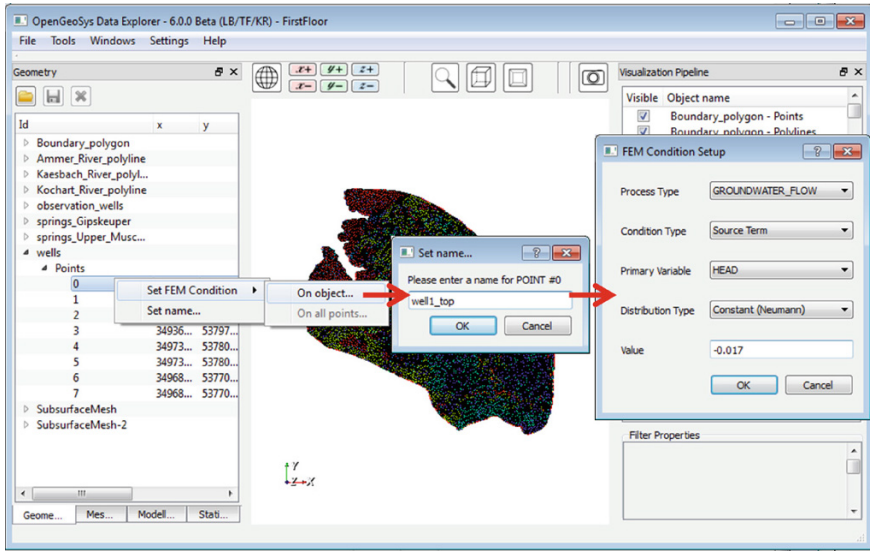 OpenGeoSys Data Explorer - 6.0.0 Beta (LB/TF/KR) - FirstFloor
File Tools Windows Settings Help
Geometry
Id x y
Boundary_polygon
Ammer_River_polyline
Kaesbach_River_polyl...
Kochart_River_polyline
observation_wells
springs_Gipskeuper
springs_Upper_Musc...
wells
Points
0
1
2
3 34936... 53797...
4 34973... 53780...
5 34973... 53780...
6 34968... 53770...
7 34968... 53770...
SubsurfaceMesh
SubsurfaceMesh-2
Geome... Mes... Modell... Stati...
Set FEM Condition
Set name...
On object...
On all points...
x+ y+ z+
x- y- z-
Set name...
Please enter a name for POINT #0
well1_top
OK Cancel
Y
Z X
Visualization Pipeline
Visible Object name
Boundary_polygon - Points
Boundary_polygon - Polylines
FEM Condition Setup
Process Type GROUNDWATER_FLOW
Condition Type Source Term
Primary Variable HEAD
Distribution Type Constant (Neumann)
Value -0.017
OK Cancel
Filter Properties